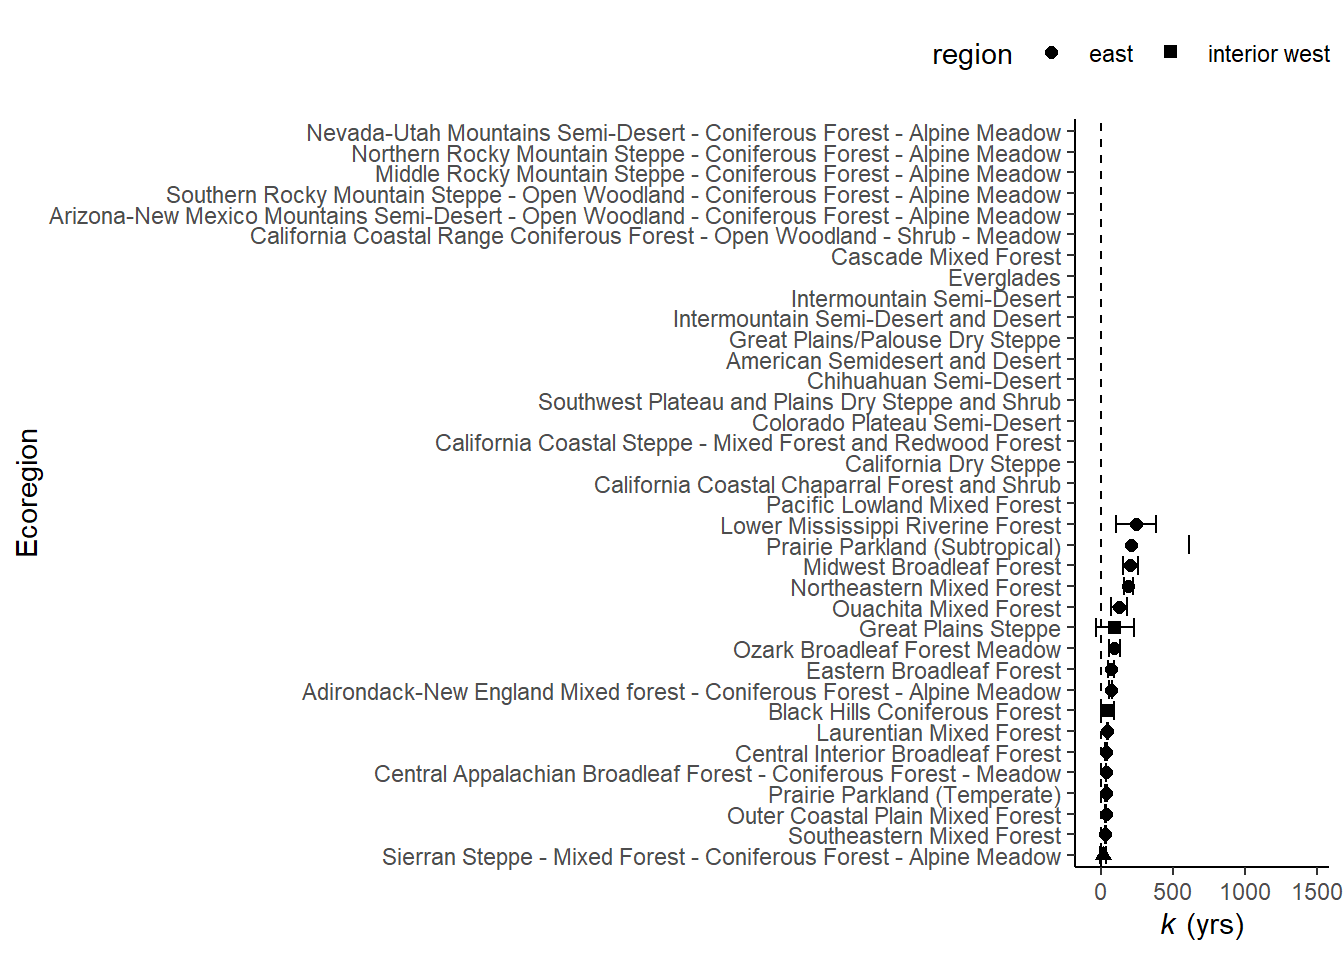 region east interior west
Nevada-Utah Mountains Semi-Desert - Coniferous Forest - Alpine Meadow
Northern Rocky Mountain Steppe - Coniferous Forest - Alpine Meadow
Middle Rocky Mountain Steppe - Coniferous Forest - Alpine Meadow
Southern Rocky Mountain Steppe - Open Woodland - Coniferous Forest - Alpine Meadow
Arizona-New Mexico Mountains Semi-Desert - Open Woodland - Coniferous Forest - Alpine Meadow
California Coastal Range Coniferous Forest - Open Woodland - Shrub - Meadow
Cascade Mixed Forest
Everglades
Intermountain Semi-Desert
Intermountain Semi-Desert and Desert
Great Plains/Palouse Dry Steppe
American Semidesert and Desert
Chihuahuan Semi-Desert
Southwest Plateau and Plains Dry Steppe and Shrub
Colorado Plateau Semi-Desert
California Coastal Steppe - Mixed Forest and Redwood Forest
California Dry Steppe
California Coastal Chaparral Forest and Shrub
Pacific Lowland Mixed Forest
Lower Mississippi Riverine Forest
Prairie Parkland (Subtropical)
Midwest Broadleaf Forest
Northeastern Mixed Forest
Ouachita Mixed Forest
Great Plains Steppe
Ozark Broadleaf Forest Meadow
Eastern Broadleaf Forest
Adirondack-New England Mixed forest - Coniferous Forest - Alpine Meadow
Black Hills Coniferous Forest
Laurentian Mixed Forest
Central Interior Broadleaf Forest
Central Appalachian Broadleaf Forest - Coniferous Forest - Meadow
Prairie Parkland (Temperate)
Outer Coastal Plain Mixed Forest
Southeastern Mixed Forest
Sierran Steppe - Mixed Forest - Coniferous Forest - Alpine Meadow
Ecoregion
0 500 1000 1500
k (yrs)